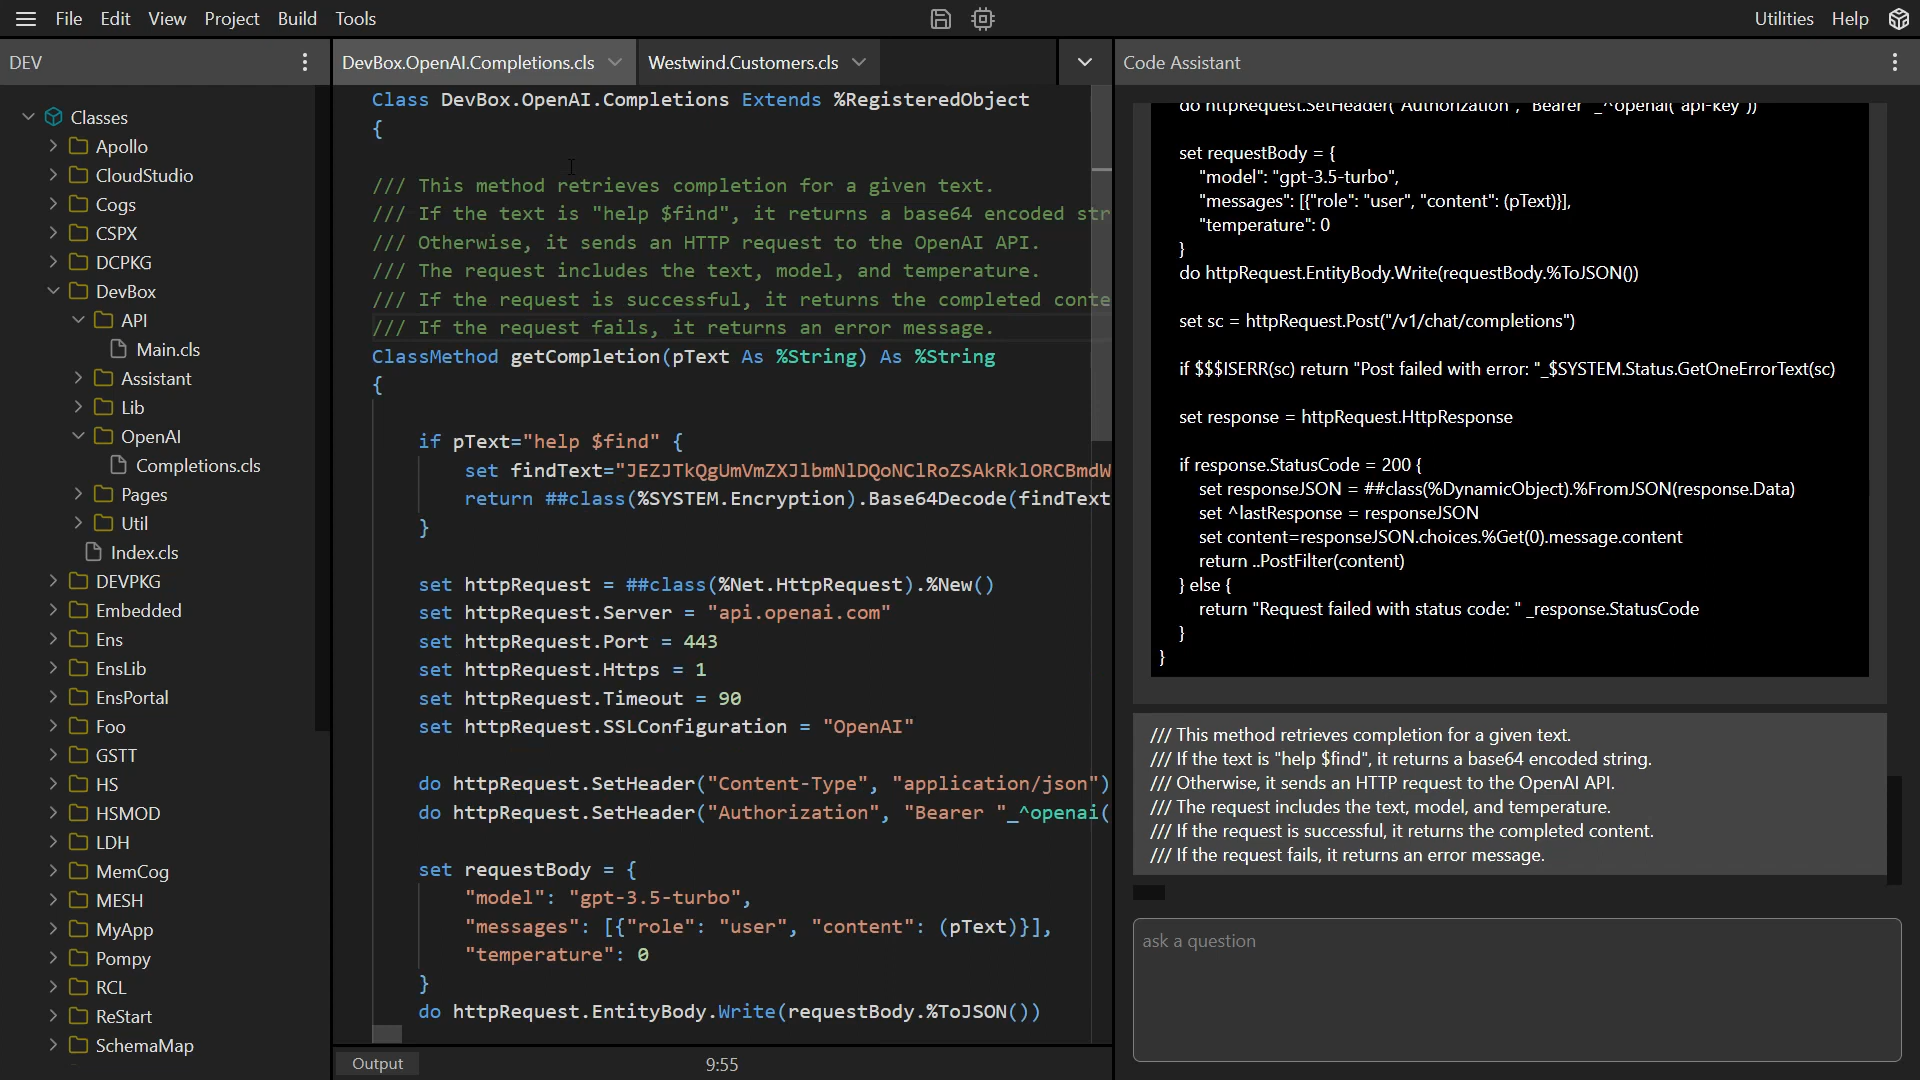 File Edit View Project Build Tools
Utilities Help
DEV
Classes
Apollo
CloudStudio
Cogs
CSPX
DCPKG
DevBox
API
Main.cls
Assistant
Lib
OpenAI
Completions.cls
Pages
Util
Index.cls
DEVPKG
Embedded
Ens
EnsLib
EnsPortal
Foo
GSTT
HS
HSMOD
LDH
MemCog
MESH
MyApp
Pompy
RCL
ReStart
SchemaMap
DevBox.OpenAI.Completions.cls
Westwind.Customers.cls
Class DevBox.OpenAI.Completions Extends %RegisteredObject
{
/// This method retrieves completion for a given text.
/// If the text is "help $find", it returns a base64 encoded str
/// Otherwise, it sends an HTTP request to the OpenAI API.
/// The request includes the text, model, and temperature.
/// If the request is successful, it returns the completed conte
/// If the request fails, it returns an error message.
ClassMethod getCompletion(pText As %String) As %String
{
if pText="help $find" {
set findText="JEZJTkQgUmVmZXJlbmNlDQoNClRoZSAkRklORCBmdW
return ##class(%SYSTEM.Encryption).Base64Decode(findText
}
set httpRequest = ##class(%Net.HttpRequest).%New()
set httpRequest.Server = "api.openai.com"
set httpRequest.Port = 443
set httpRequest.Https = 1
set httpRequest.Timeout = 90
set httpRequest.SSLConfiguration = "OpenAI"
do httpRequest.SetHeader("Content-Type", "application/json")
do httpRequest.SetHeader("Authorization", "Bearer "_^openai(
set requestBody = {
"model": "gpt-3.5-turbo",
"messages": [{"role": "user", "content": (pText)}],
"temperature": 0
}
do httpRequest.EntityBody.Write(requestBody.%ToJSON())
Output
9:55
Code Assistant
do httpRequest.SetHeader("Authorization", "Bearer "_^openai("api-key"))
set requestBody = {
"model": "gpt-3.5-turbo",
"messages": [{"role": "user", "content": (pText)}],
"temperature": 0
}
do httpRequest.EntityBody.Write(requestBody.%ToJSON())
set sc = httpRequest.Post("/v1/chat/completions")
if $$$ISERR(sc) return "Post failed with error: "_$SYSTEM.Status.GetOneErrorText(sc)
set response = httpRequest.HttpResponse
if response.StatusCode = 200 {
set responseJSON = ##class(%DynamicObject).%FromJSON(response.Data)
set ^lastResponse = responseJSON
set content=responseJSON.choices.%Get(0).message.content
return ..PostFilter(content)
} else {
return "Request failed with status code: " _response.StatusCode
}
}
/// This method retrieves completion for a given text.
/// If the text is "help $find", it returns a base64 encoded string.
/// Otherwise, it sends an HTTP request to the OpenAI API.
/// The request includes the text, model, and temperature.
/// If the request is successful, it returns the completed content.
/// If the request fails, it returns an error message.
ask a question